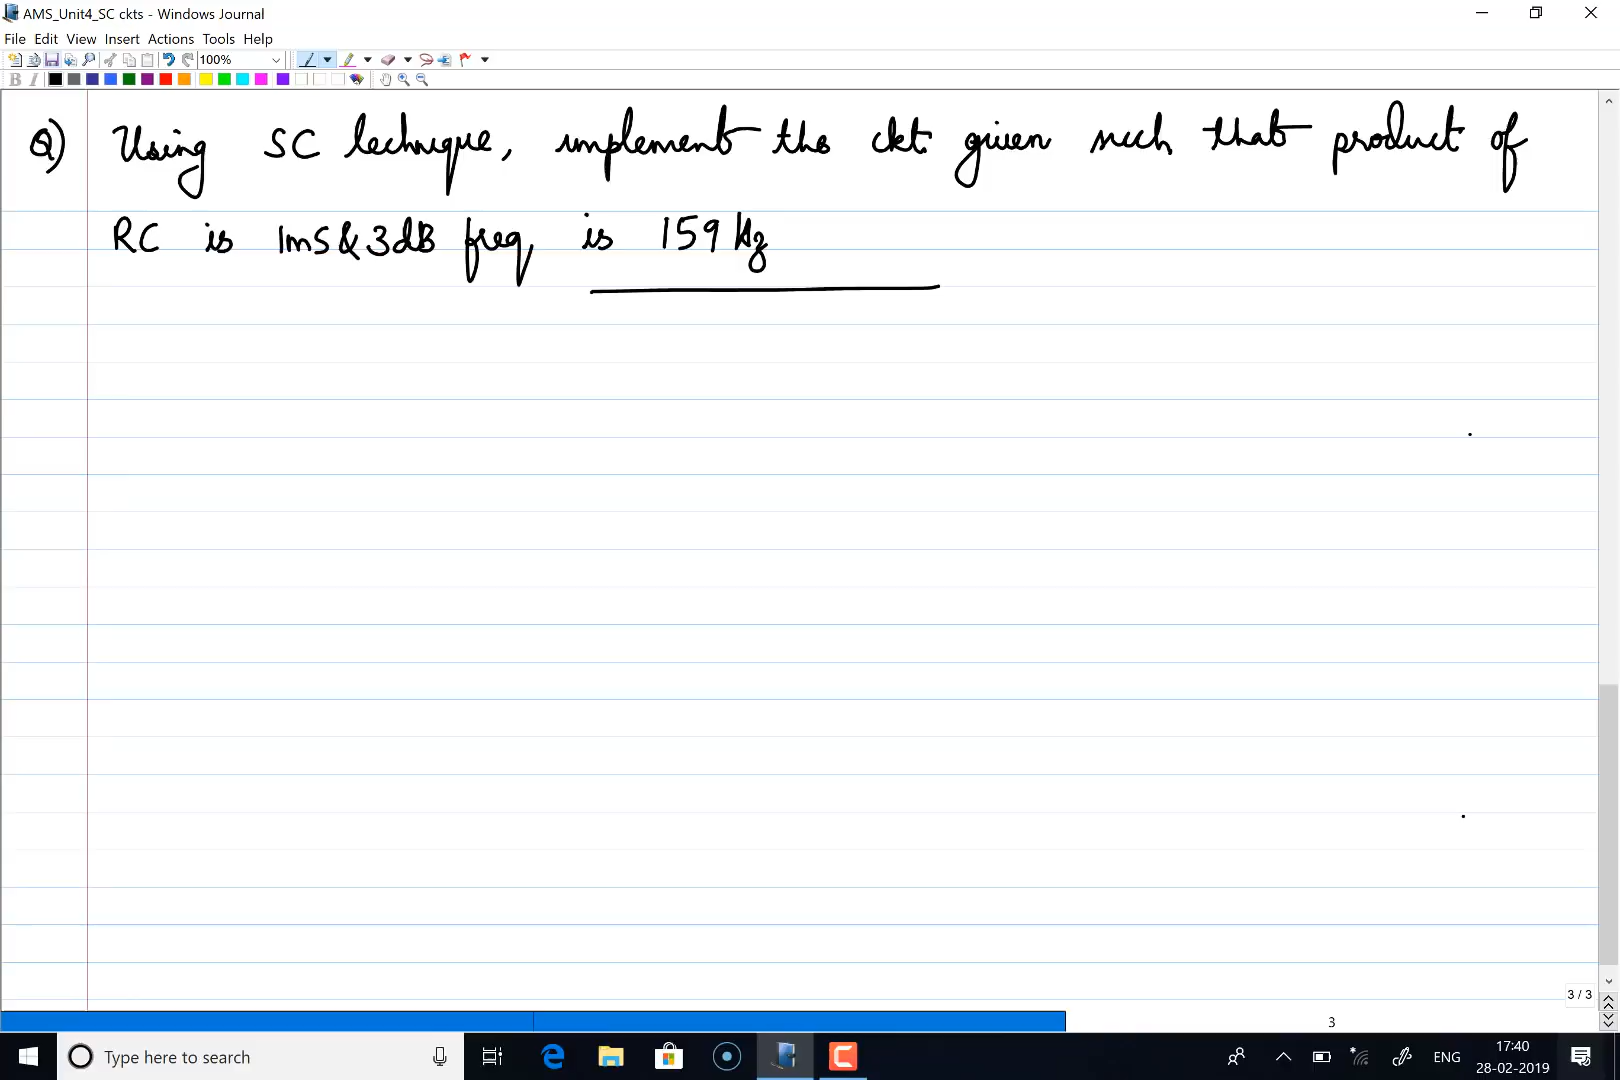 AMS_Unit4_SC ckts - Windows Journal
File Edit View Insert Actions Tools Help
100%
B I
Q) Using SC technique, implement the ckt given such that product of
RC is 1mS & 3dB freq, is 159 Hz
3 / 3
3
Type here to search
ENG
17:40
28-02-2019